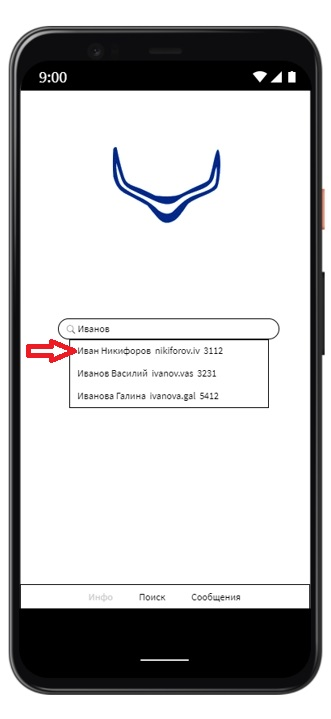 9:00
Иванов
Иван Никифоров nikiforov.iv 3112
Иванов Василий ivanov.vas 3231
Иванова Галина ivanova.gal 5412
Инфо Поиск Сообщения